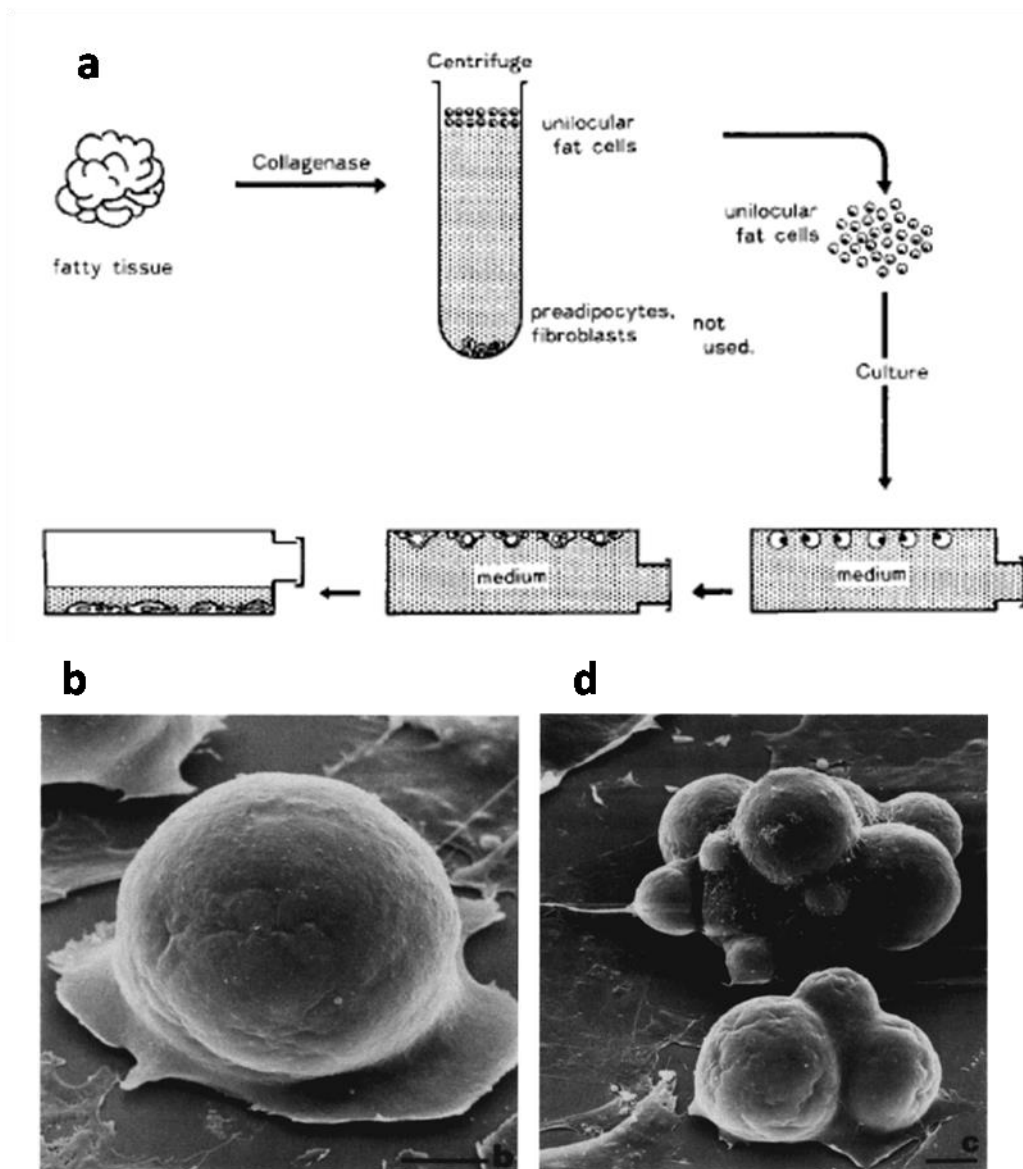 a
Centrifuge
unilocular
fat cells
Collagenase
unilocular
fat cells
fatty tissue
preadipocytes,
fibroblasts
not
used.
Culture
medium
medium
b
d
b
c